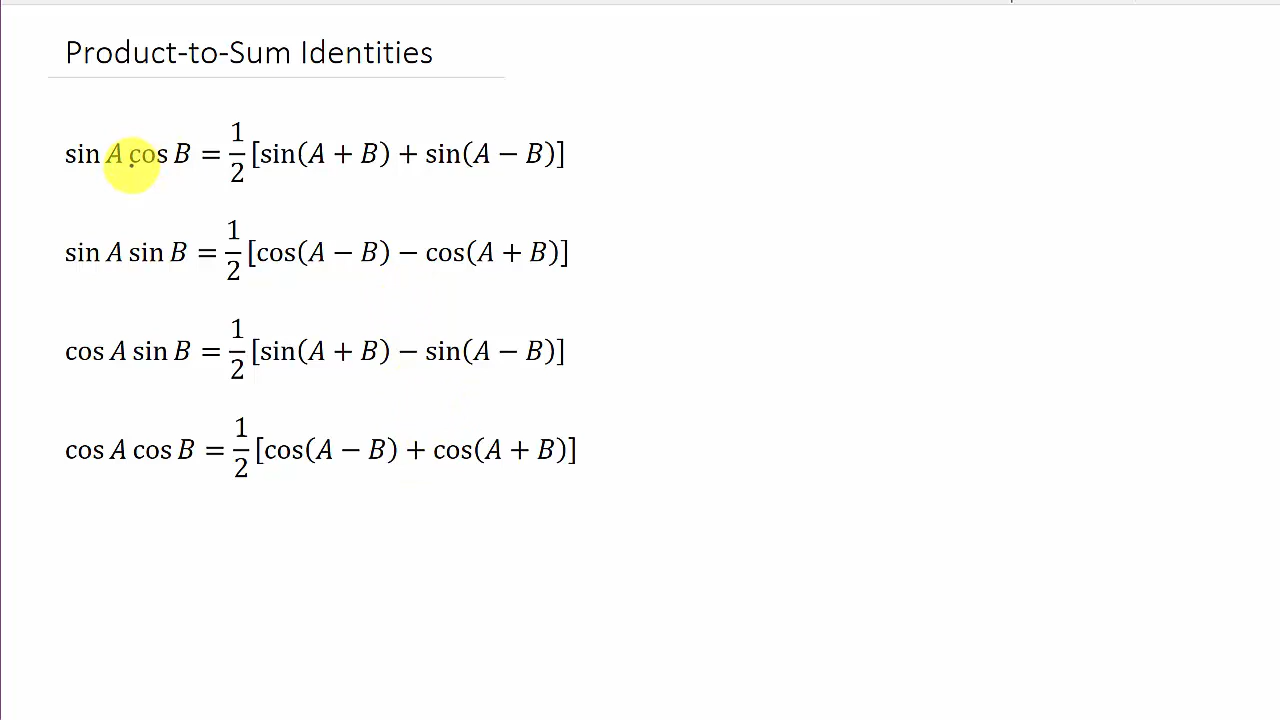 Product-to-Sum Identities
sin A cos B = 1/2 [sin(A + B) + sin(A − B)]
sin A sin B = 1/2 [cos(A − B) − cos(A + B)]
cos A sin B = 1/2 [sin(A + B) − sin(A − B)]
cos A cos B = 1/2 [cos(A − B) + cos(A + B)]